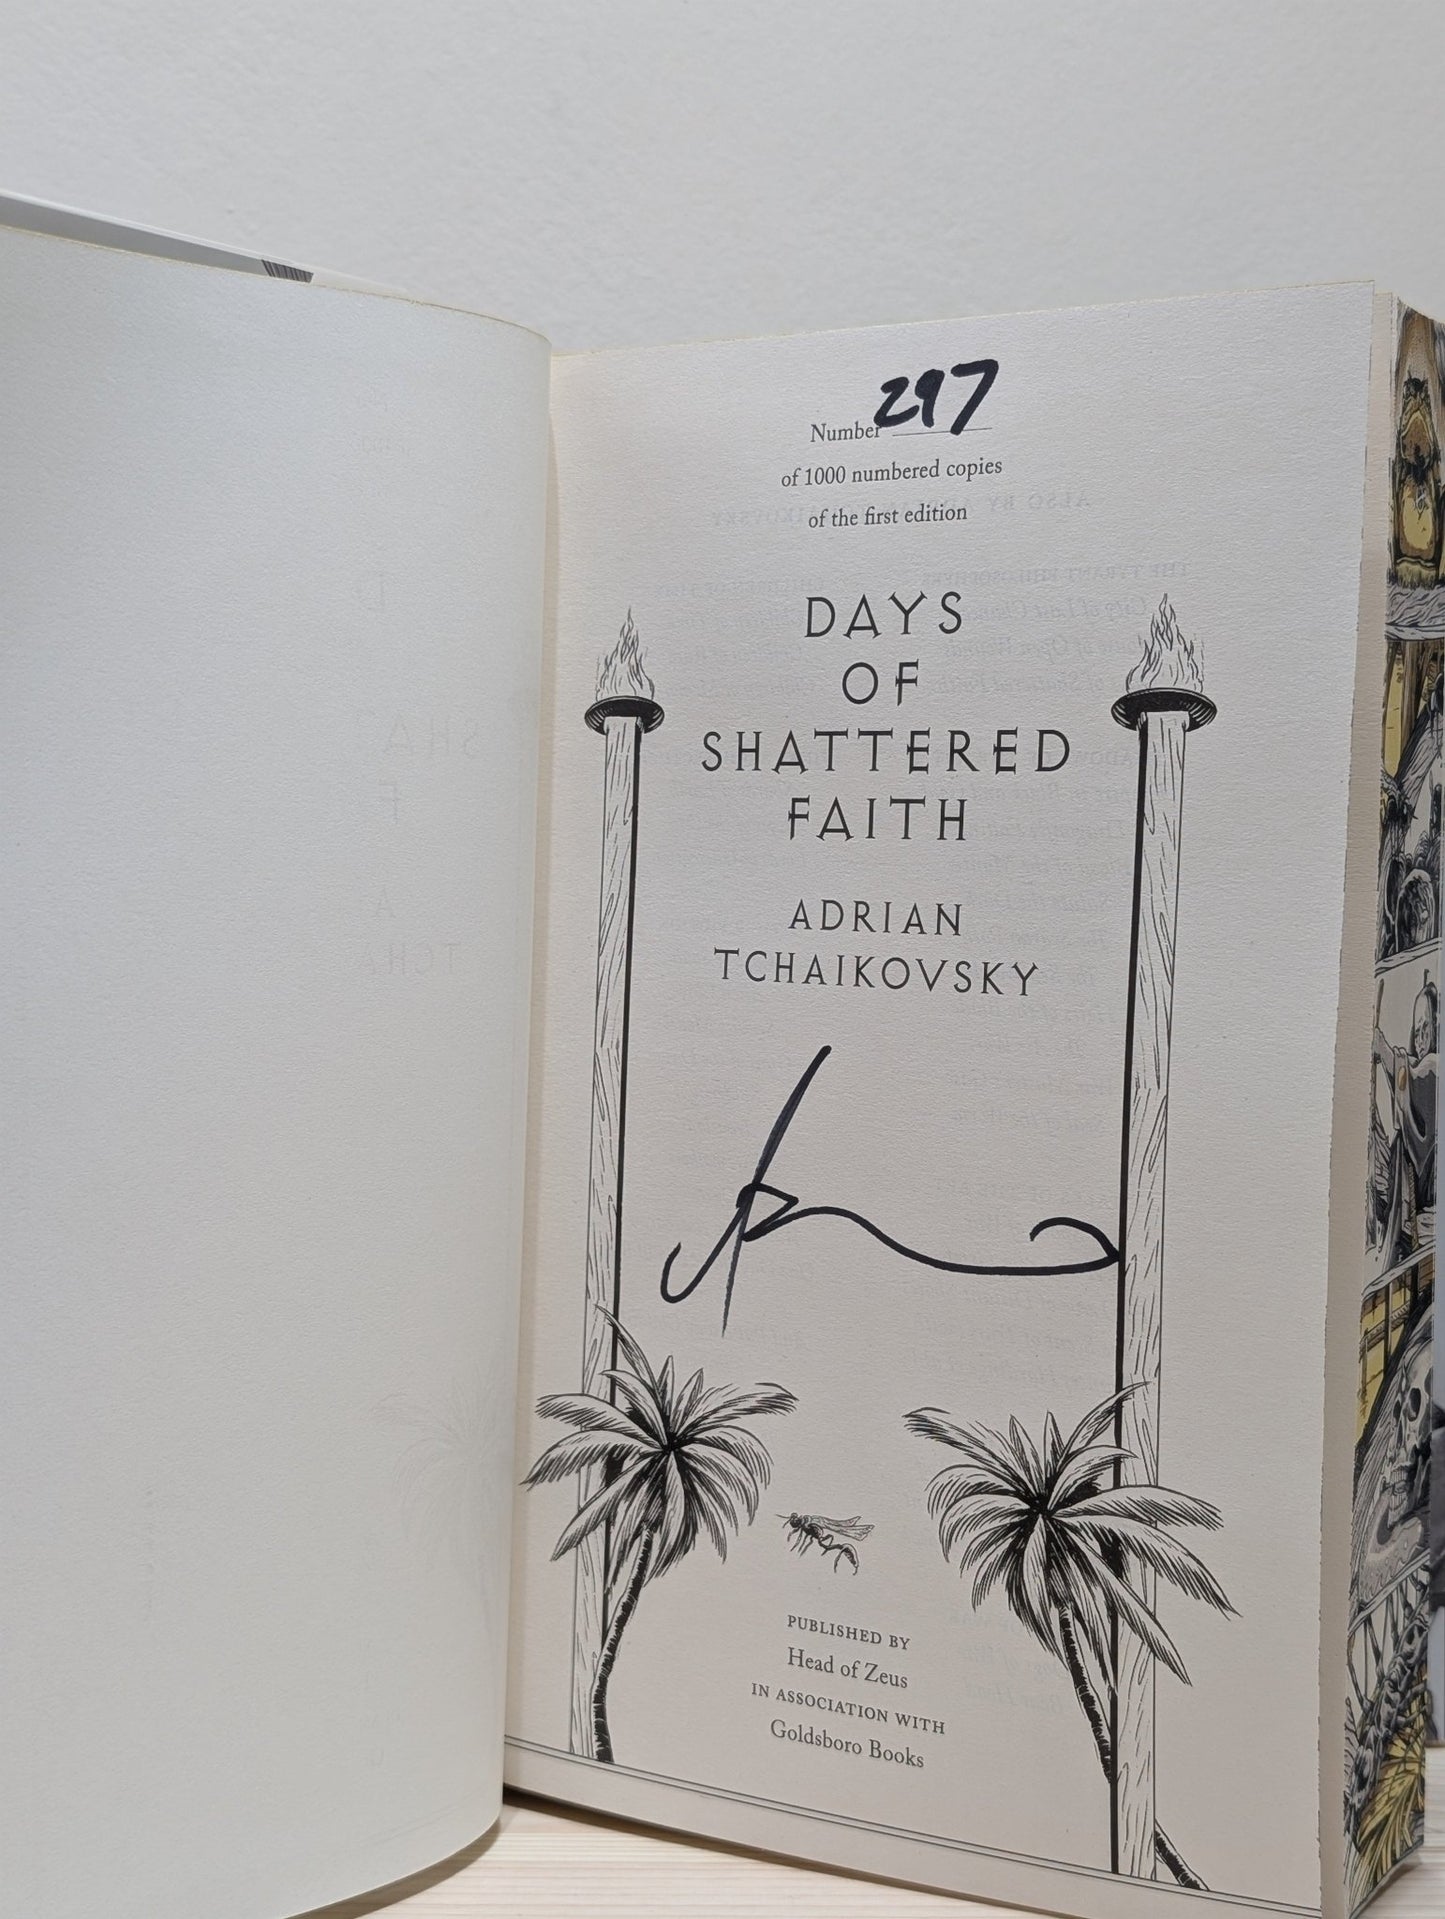 Number 297
of 1000 numbered copies
of the first edition
DAYS
OF
SHATTERED
FAITH
ADRIAN
TCHAIKOVSKY
PUBLISHED BY
Head of Zeus
IN ASSOCIATION WITH
Goldsboro Books